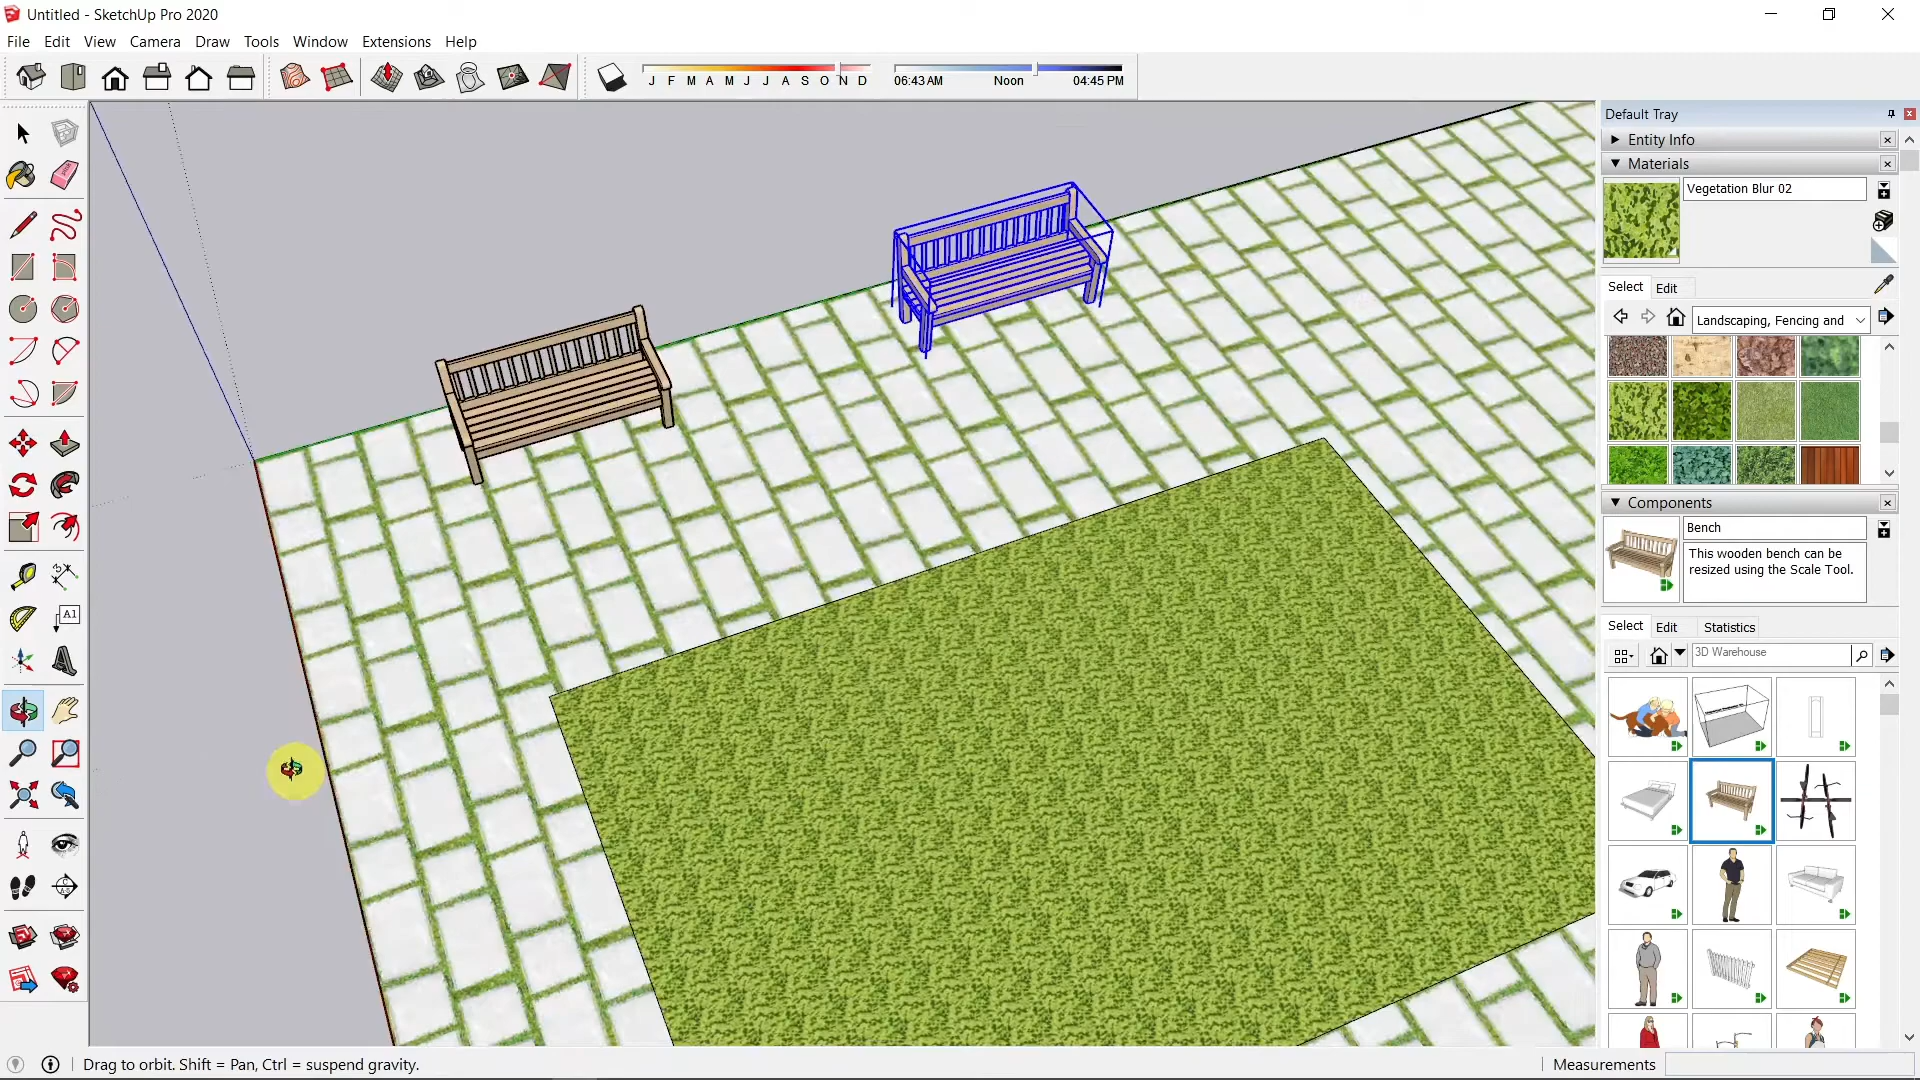 Untitled - SketchUp Pro 2020
File Edit View Camera Draw Tools Window Extensions Help
J F M A M J J A S O N D
06:43 AM Noon 04:45 PM
Default Tray
Entity Info
Materials
Vegetation Blur 02
Select Edit
Landscaping, Fencing and
Components
Bench
This wooden bench can be
resized using the Scale Tool.
Select Edit Statistics
3D Warehouse
A1
Drag to orbit. Shift = Pan, Ctrl = suspend gravity.
Measurements